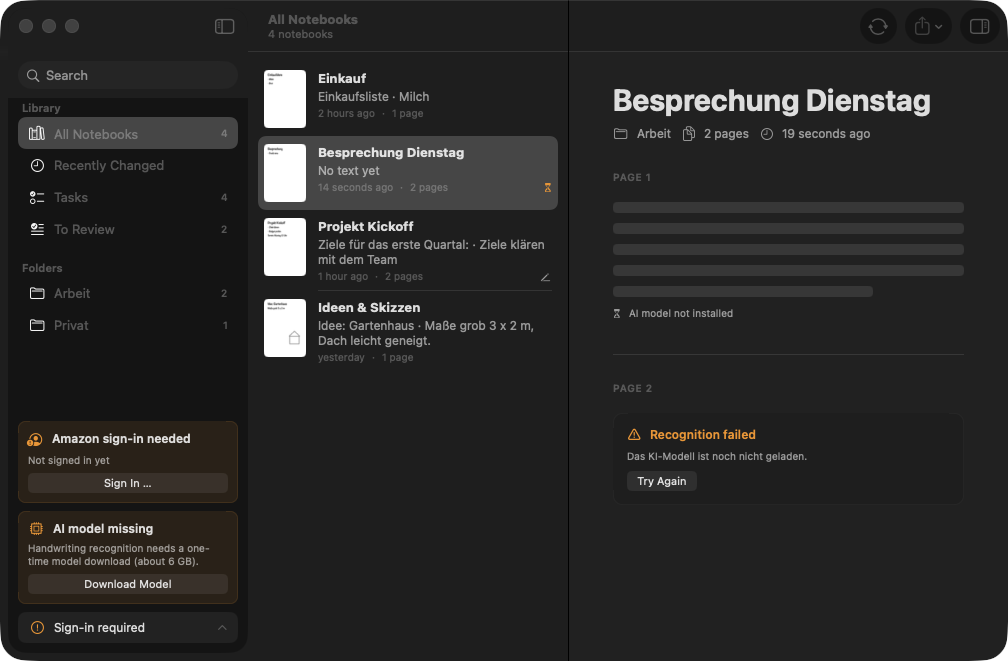 Search
Library
All Notebooks 4
Recently Changed
Tasks 4
To Review 2
Folders
Arbeit 2
Privat 1
Amazon sign-in needed
Not signed in yet
Sign In ...
AI model missing
Handwriting recognition needs a one-
time model download (about 6 GB).
Download Model
Sign-in required
All Notebooks
4 notebooks
Einkauf
Einkaufsliste · Milch
2 hours ago · 1 page
Besprechung Dienstag
No text yet
14 seconds ago · 2 pages
Projekt Kickoff
Ziele für das erste Quartal: · Ziele klären
mit dem Team
1 hour ago · 2 pages
Ideen & Skizzen
Idee: Gartenhaus · Maße grob 3 x 2 m,
Dach leicht geneigt.
yesterday · 1 page
Besprechung Dienstag
Arbeit 2 pages 19 seconds ago
PAGE 1
AI model not installed
PAGE 2
Recognition failed
Das KI-Modell ist noch nicht geladen.
Try Again